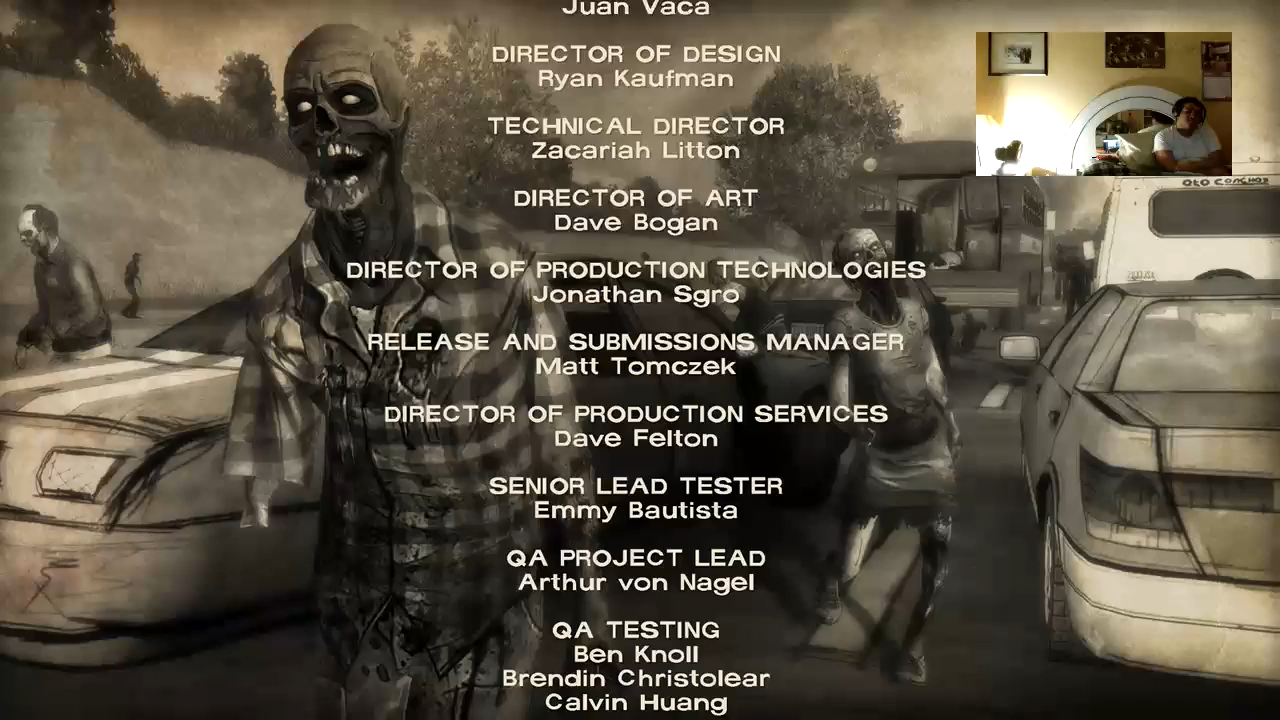 Juan Vaca
DIRECTOR OF DESIGN
Ryan Kaufman
TECHNICAL DIRECTOR
Zacariah Litton
DIRECTOR OF ART
Dave Bogan
DIRECTOR OF PRODUCTION TECHNOLOGIES
Jonathan Sgro
RELEASE AND SUBMISSIONS MANAGER
Matt Tomczek
DIRECTOR OF PRODUCTION SERVICES
Dave Felton
SENIOR LEAD TESTER
Emmy Bautista
QA PROJECT LEAD
Arthur von Nagel
QA TESTING
Ben Knoll
Brendin Christolear
Calvin Huang